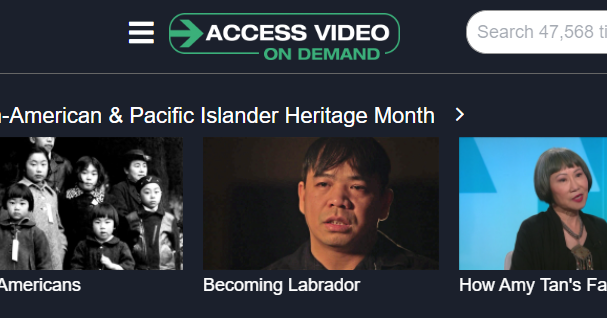 ACCESS VIDEO
ON DEMAND
Search 47,568 ti
-American & Pacific Islander Heritage Month
Americans
Becoming Labrador
How Amy Tan's Fa